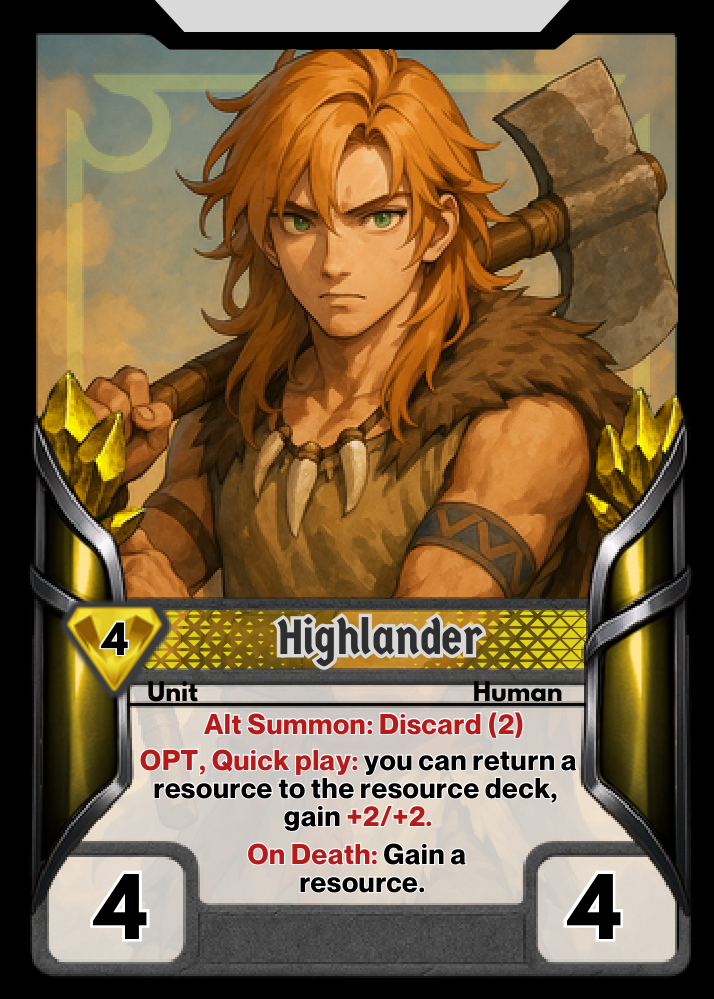 4
Highlander
Unit
Human
Alt Summon: Discard (2)
OPT, Quick play: you can return a
resource to the resource deck,
gain +2/+2.
On Death: Gain a
resource.
4
4